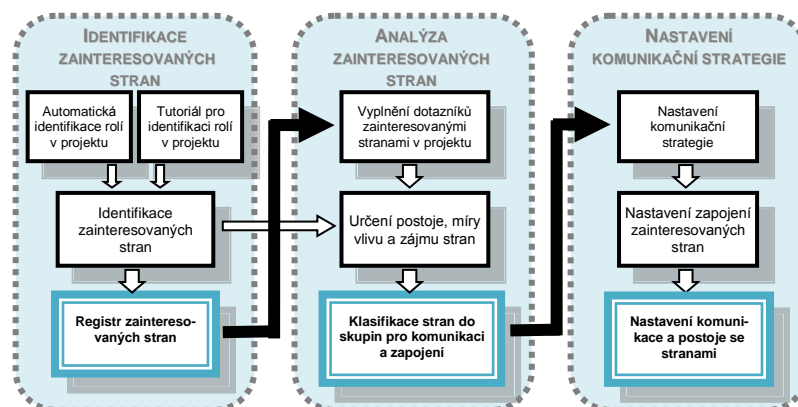 IDENTIFIKACE
ZAINTERESOVANÝCH
STRAN
Automatická
identifikace rolí
v projektu
Tutoriál pro
identifikaci rolí
v projektu
Identifikace
zainteresovaných
stran
Registr zaintereso-
vaných stran
ANALÝZA
ZAINTERESOVANÝCH
STRAN
Vyplnění dotazníků
zainteresovanými
stranami v projektu
Určení postoje, míry
vlivu a zájmu stran
Klasifikace stran do
skupin pro komunikaci
a zapojení
NASTAVENÍ
KOMUNIKAČNÍ STRATEGIE
Nastavení
komunikační
strategie
Nastavení zapojení
zainteresovaných
stran
Nastavení komuni-
kace a postoje se
stranami